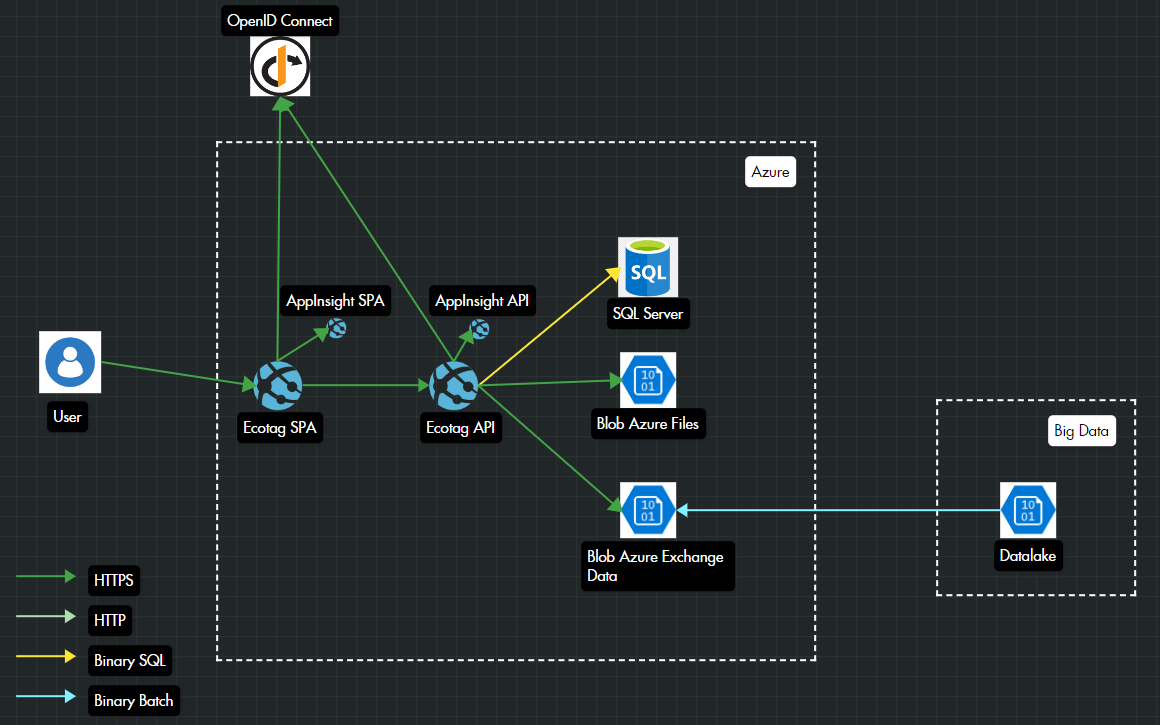 OpenID Connect
Azure
SQL
AppInsight SPA
AppInsight API
SQL Server
User
Ecotag SPA
Ecotag API
10
01
Blob Azure Files
Big Data
10
01
Blob Azure Exchange
Data
10
01
Datalake
HTTPS
HTTP
Binary SQL
Binary Batch